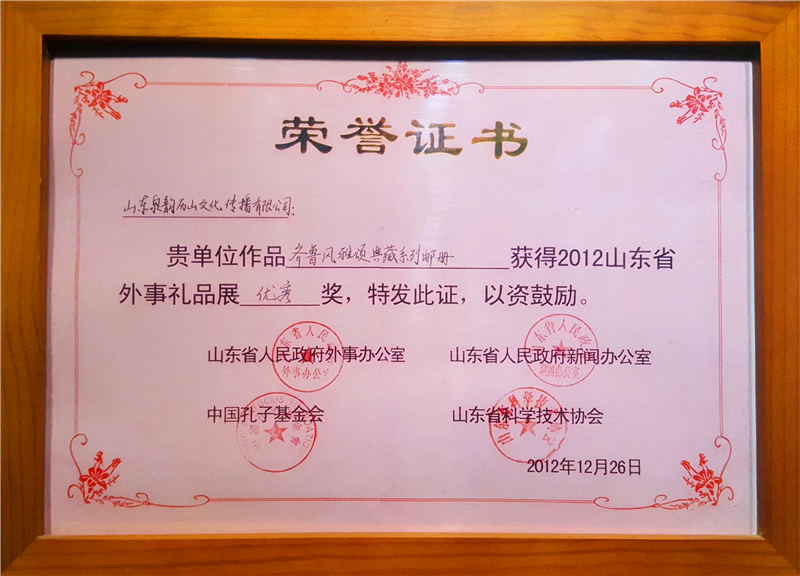 荣誉证书
山东泉韵历山文化传播有限公司:
贵单位作品齐鲁风雅颂典藏系列邮册获得2012山东省
外事礼品展优秀奖，特发此证，以资鼓励。
山东省人民政府外事办公室 山东省人民政府新闻办公室
中国孔子基金会 山东省科学技术协会
2012年12月26日